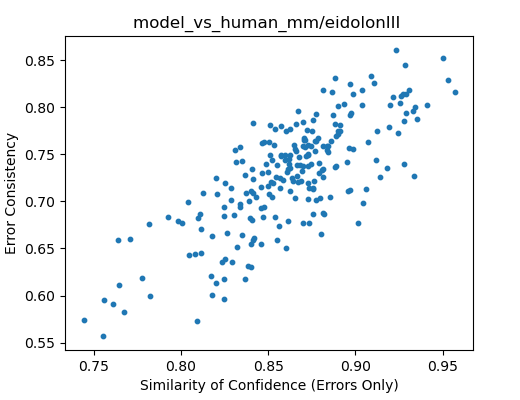 model_vs_human_mm/eidolonIII
0.85
0.80
0.75
0.70
0.65
0.60
0.55
Error Consistency
0.75 0.80 0.85 0.90 0.95
Similarity of Confidence (Errors Only)